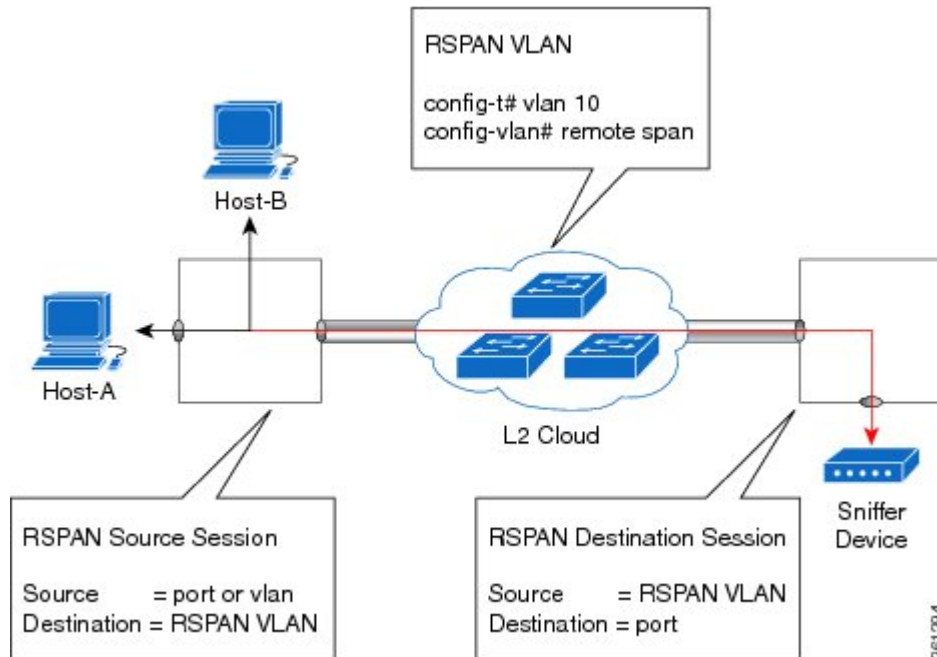 RSPAN VLAN
config-t# vlan 10
config-vlan# remote span
Host-B
Host-A
L2 Cloud
Sniffer
Device
RSPAN Source Session
Source = port or vlan
Destination = RSPAN VLAN
RSPAN Destination Session
Source = RSPAN VLAN
Destination = port